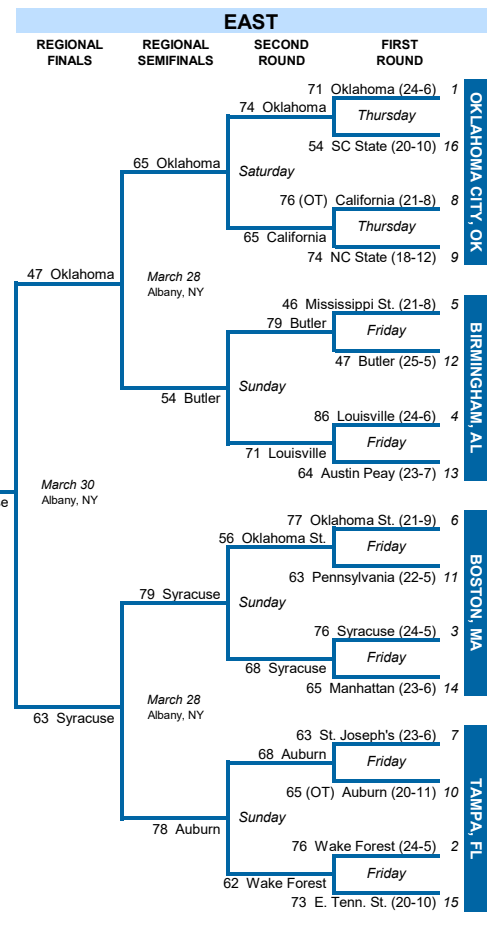 EAST
REGIONAL FINALS
REGIONAL SEMIFINALS
SECOND ROUND
FIRST ROUND
71 Oklahoma (24-6) 1
74 Oklahoma
Thursday
54 SC State (20-10) 16
65 Oklahoma
Saturday
76 (OT) California (21-8) 8
65 California
Thursday
74 NC State (18-12) 9
OKLAHOMA CITY, OK
47 Oklahoma
March 28
Albany, NY
46 Mississippi St. (21-8) 5
79 Butler
Friday
47 Butler (25-5) 12
54 Butler
Sunday
86 Louisville (24-6) 4
71 Louisville
Friday
64 Austin Peay (23-7) 13
BIRMINGHAM, AL
March 30
Albany, NY
e
77 Oklahoma St. (21-9) 6
56 Oklahoma St.
Friday
63 Pennsylvania (22-5) 11
79 Syracuse
Sunday
76 Syracuse (24-5) 3
68 Syracuse
Friday
65 Manhattan (23-6) 14
BOSTON, MA
63 Syracuse
March 28
Albany, NY
63 St. Joseph's (23-6) 7
68 Auburn
Friday
65 (OT) Auburn (20-11) 10
78 Auburn
Sunday
76 Wake Forest (24-5) 2
62 Wake Forest
Friday
73 E. Tenn. St. (20-10) 15
TAMPA, FL